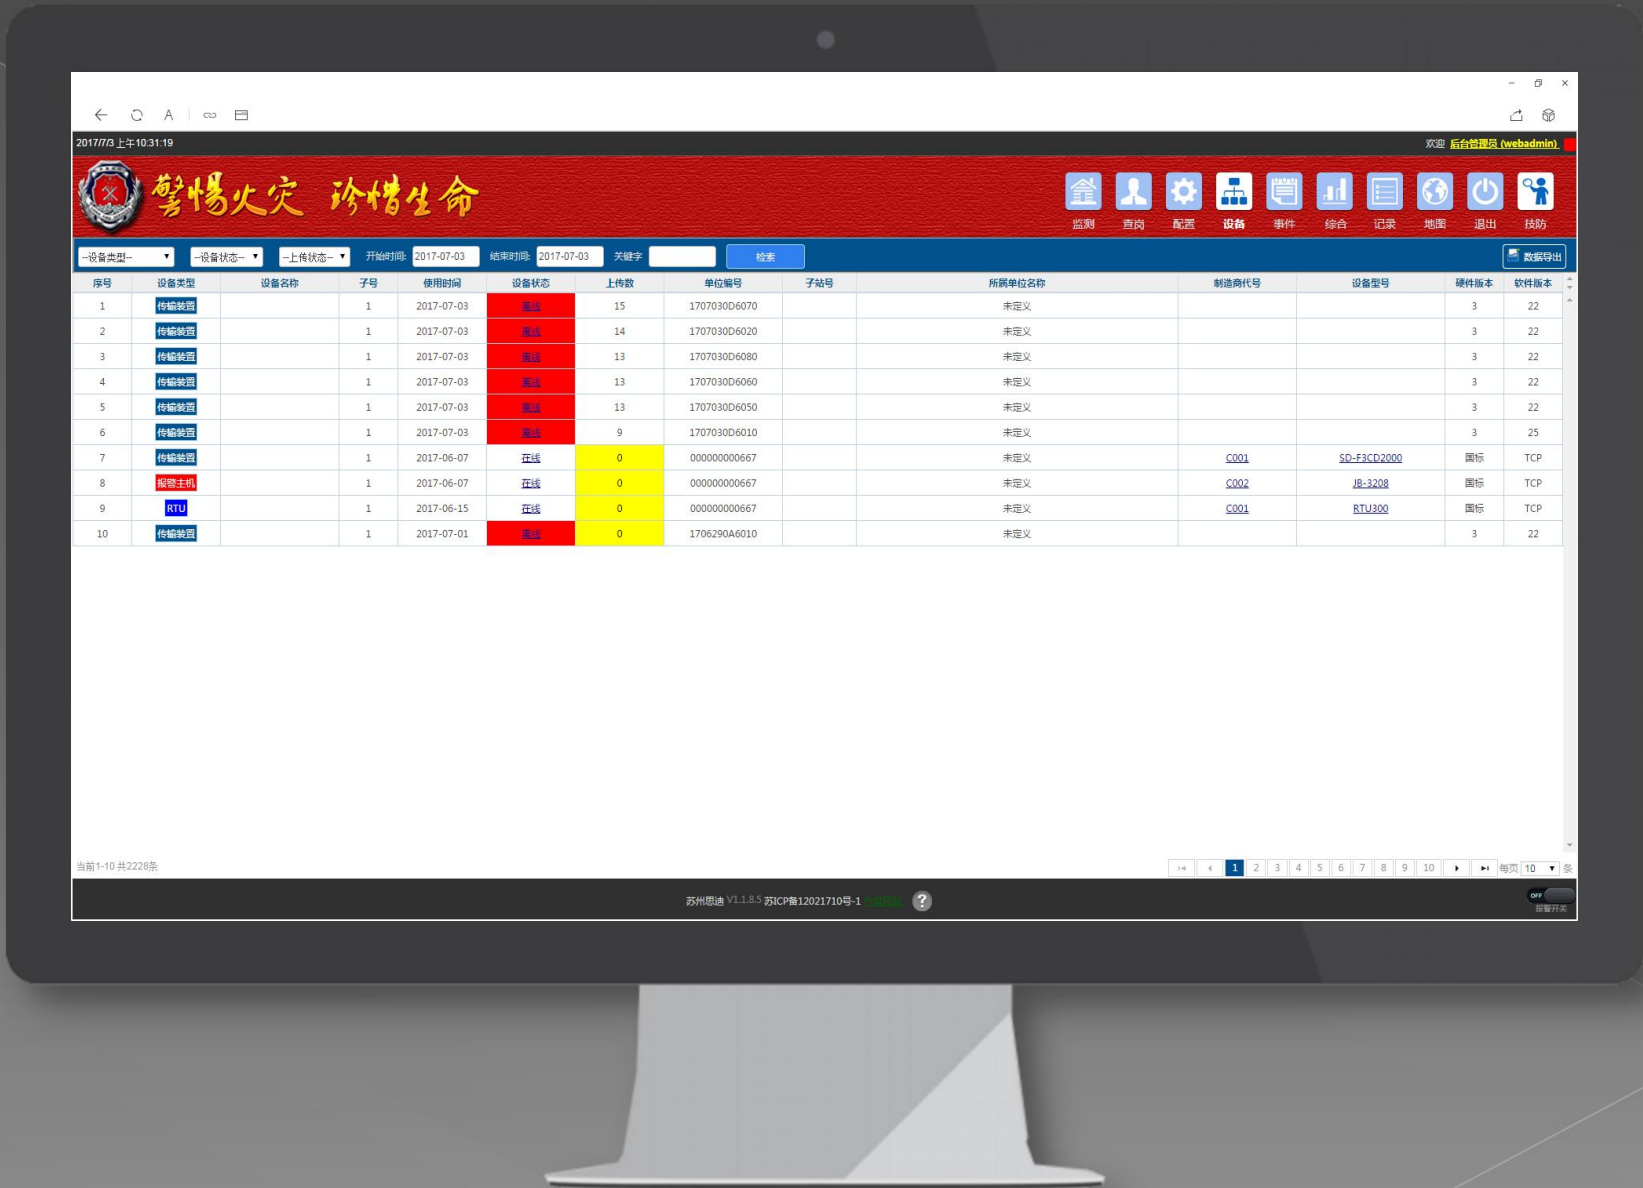 A
2017/7/3 上午10:31:19
欢迎 后台管理员 (webadmin)
警惕火灾 珍惜生命
监测 查岗 配置 设备 事件 综合 记录 地图 退出 技防
--设备类型-- --设备状态-- --上传状态-- 开始时间: 2017-07-03 结束时间: 2017-07-03 关键字 检索 数据导出
序号 设备类型 设备名称 子号 使用时间 设备状态 上传数 单位编号 子站号 所属单位名称 制造商代号 设备型号 硬件版本 软件版本
1 传输装置 1 2017-07-03 离线 15 1707030D6070 未定义 3 22
2 传输装置 1 2017-07-03 离线 14 1707030D6020 未定义 3 22
3 传输装置 1 2017-07-03 离线 13 1707030D6080 未定义 3 22
4 传输装置 1 2017-07-03 离线 13 1707030D6060 未定义 3 22
5 传输装置 1 2017-07-03 离线 13 1707030D6050 未定义 3 22
6 传输装置 1 2017-07-03 离线 9 1707030D6010 未定义 3 25
7 传输装置 1 2017-06-07 在线 0 000000000667 未定义 C001 SD-F3CD2000 国标 TCP
8 报警主机 1 2017-06-07 在线 0 000000000667 未定义 C002 JB-3208 国标 TCP
9 RTU 1 2017-06-15 在线 0 000000000667 未定义 C001 RTU300 国标 TCP
10 传输装置 1 2017-07-01 离线 0 1706290A6010 未定义 3 22
当前1-10 共2228条
1 2 3 4 5 6 7 8 9 10 每页 10 条
苏州思迪 V1.1.8.5 苏ICP备12021710号-1 ?
OFF
报警开关